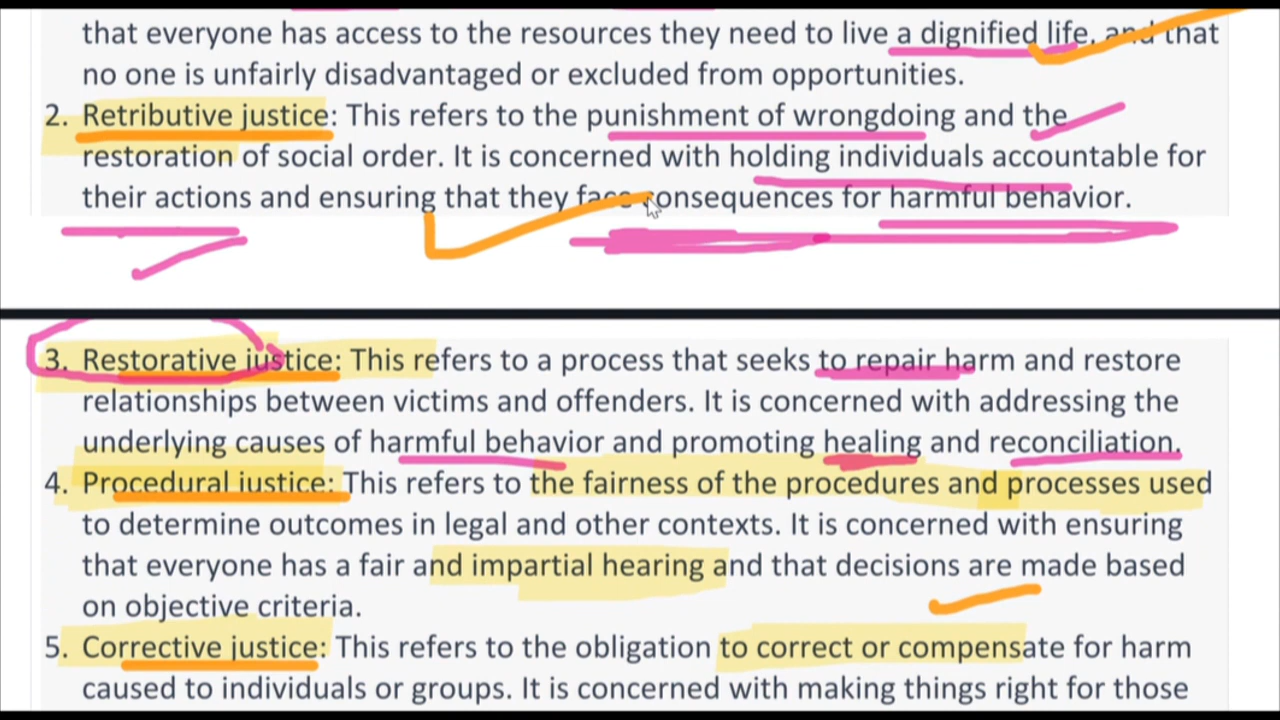 that everyone has access to the resources they need to live a dignified life, and that
no one is unfairly disadvantaged or excluded from opportunities.
2. Retributive justice: This refers to the punishment of wrongdoing and the
restoration of social order. It is concerned with holding individuals accountable for
their actions and ensuring that they face consequences for harmful behavior.
3. Restorative justice: This refers to a process that seeks to repair harm and restore
relationships between victims and offenders. It is concerned with addressing the
underlying causes of harmful behavior and promoting healing and reconciliation.
4. Procedural justice: This refers to the fairness of the procedures and processes used
to determine outcomes in legal and other contexts. It is concerned with ensuring
that everyone has a fair and impartial hearing and that decisions are made based
on objective criteria.
5. Corrective justice: This refers to the obligation to correct or compensate for harm
caused to individuals or groups. It is concerned with making things right for those